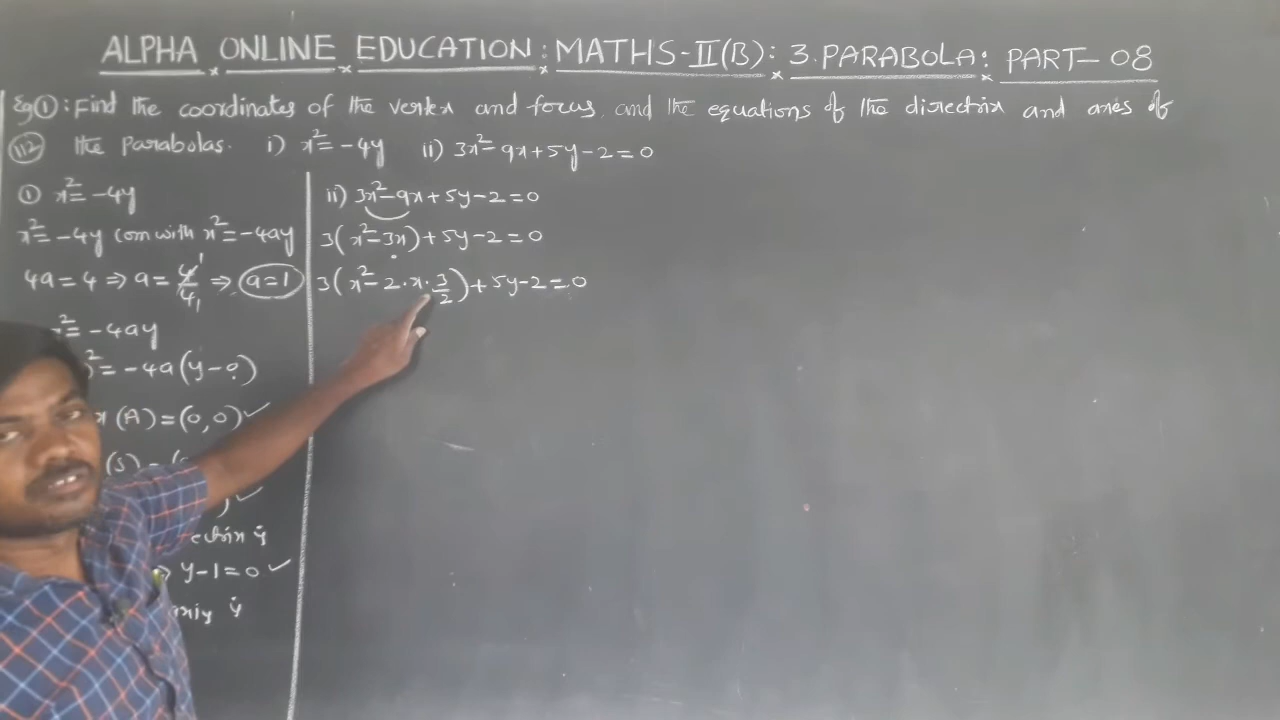 ALPHA ONLINE EDUCATION: MATHS-II(B): 3. PARABOLA: PART-08
Eg①: Find the coordinates of the vertex and focus, and the equations of the directrix and axes of
112 the parabolas. i) x² = -4y ii) 3x² - 9x + 5y - 2 = 0
① x² = -4y
x² = -4y com with x² = -4ay
4a = 4 ⇒ a = 4/4 ⇒ a = 1
x² = -4ay
² = -4a(y-0)
(A) = (0,0) ✓
(S) =
) ✓
y - 1 = 0 ✓
ii) 3x² - 9x + 5y - 2 = 0
3(x² - 3x) + 5y - 2 = 0
3(x² - 2·x·3/2) + 5y - 2 = 0